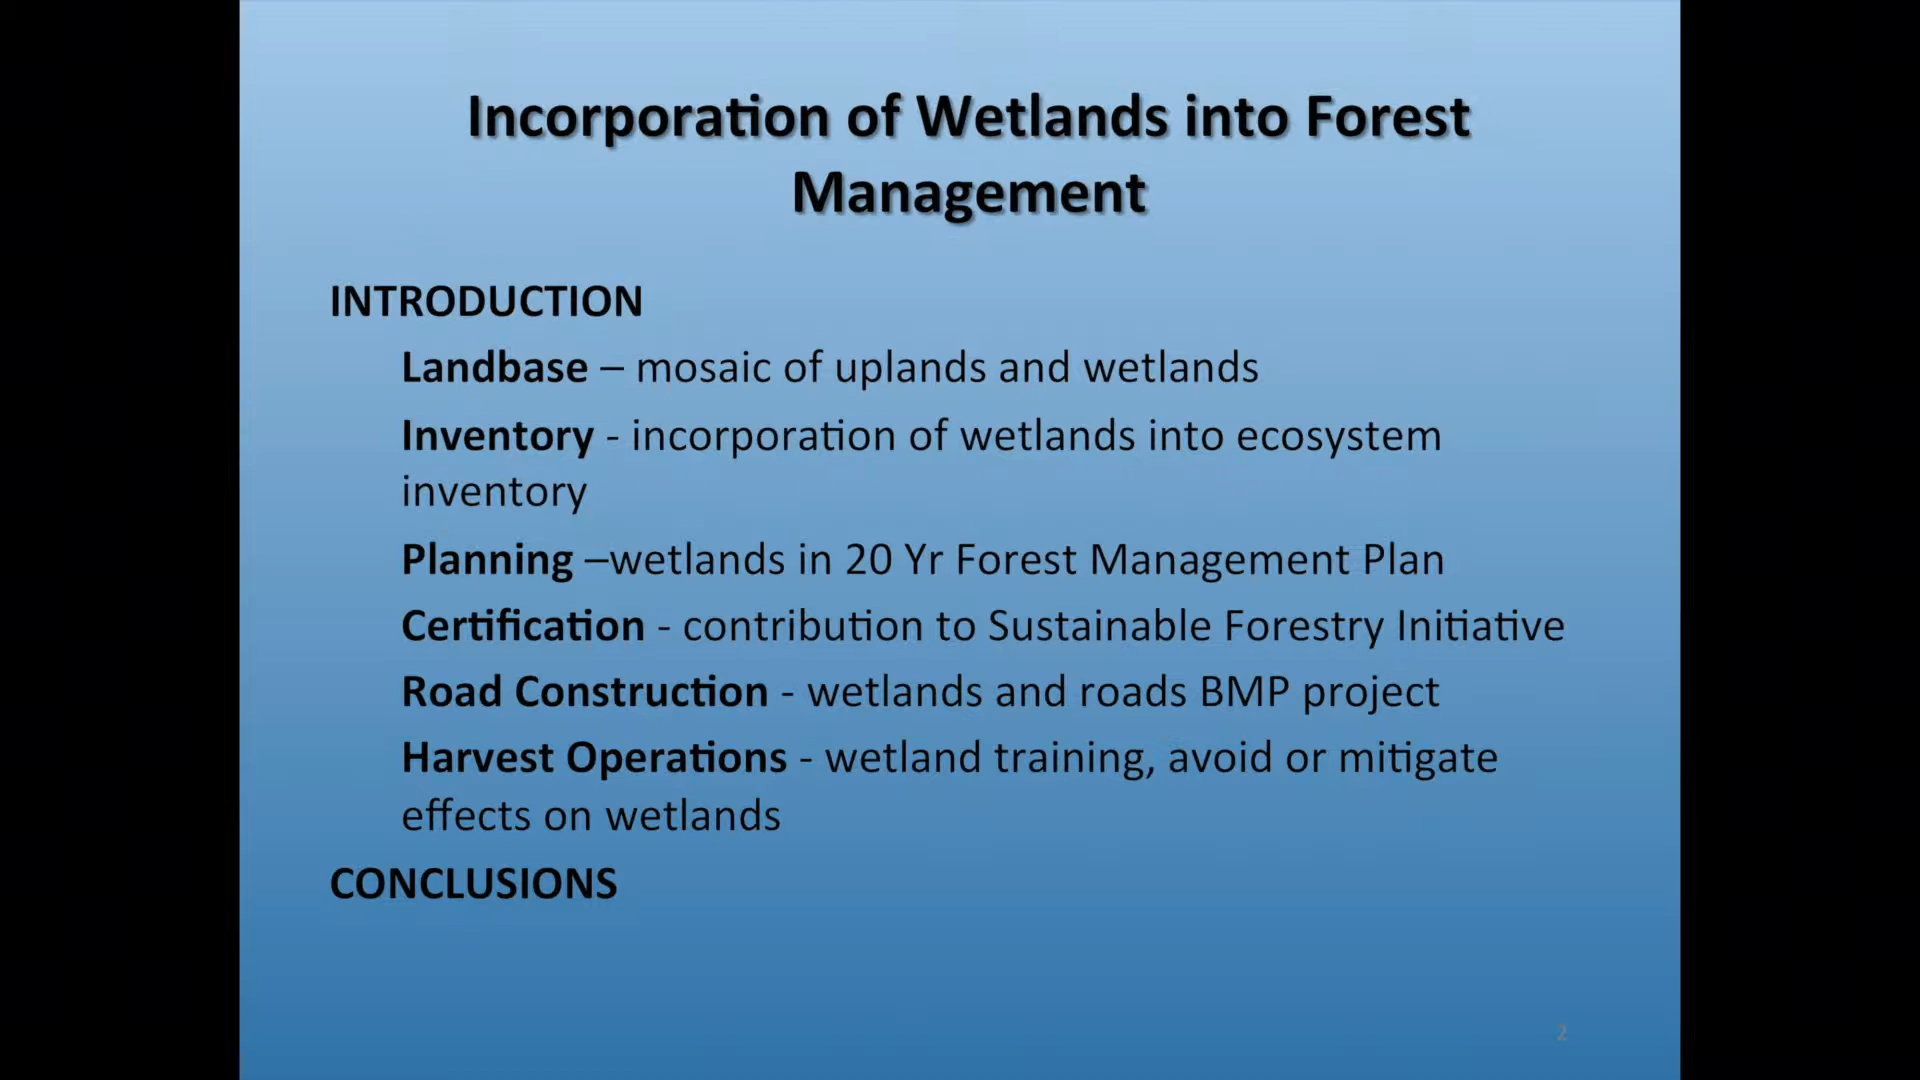 Incorporation of Wetlands into Forest
Management
INTRODUCTION
Landbase – mosaic of uplands and wetlands
Inventory - incorporation of wetlands into ecosystem
inventory
Planning –wetlands in 20 Yr Forest Management Plan
Certification - contribution to Sustainable Forestry Initiative
Road Construction - wetlands and roads BMP project
Harvest Operations - wetland training, avoid or mitigate
effects on wetlands
CONCLUSIONS
2